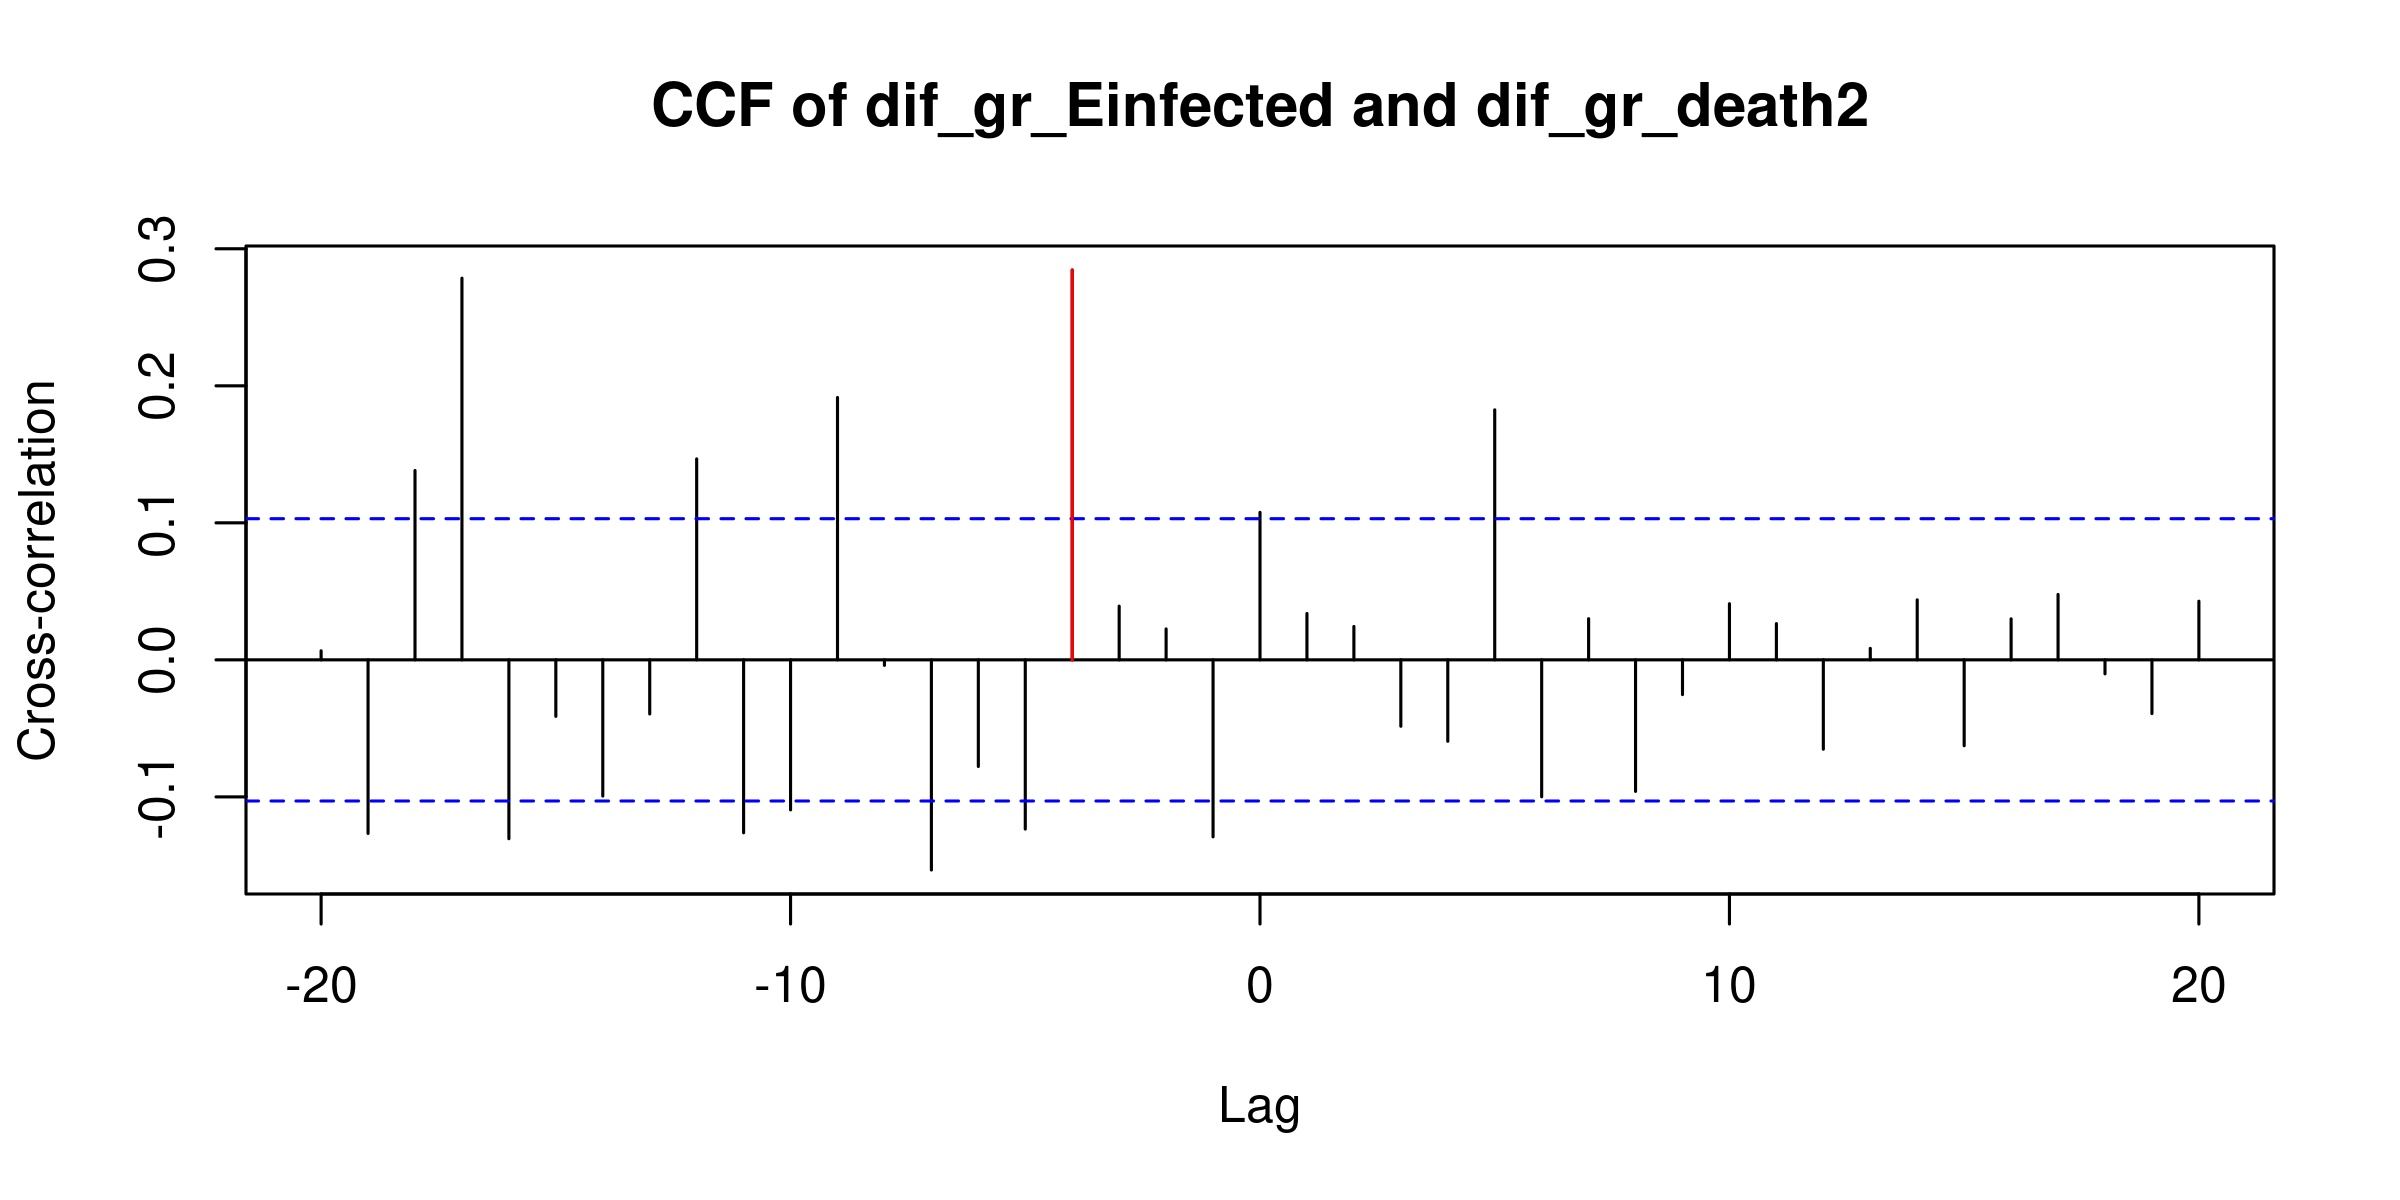 CCF of dif_gr_Einfected and dif_gr_death2
Cross-correlation
0.3
0.2
0.1
0.0
-0.1
-20 -10 0 10 20
Lag